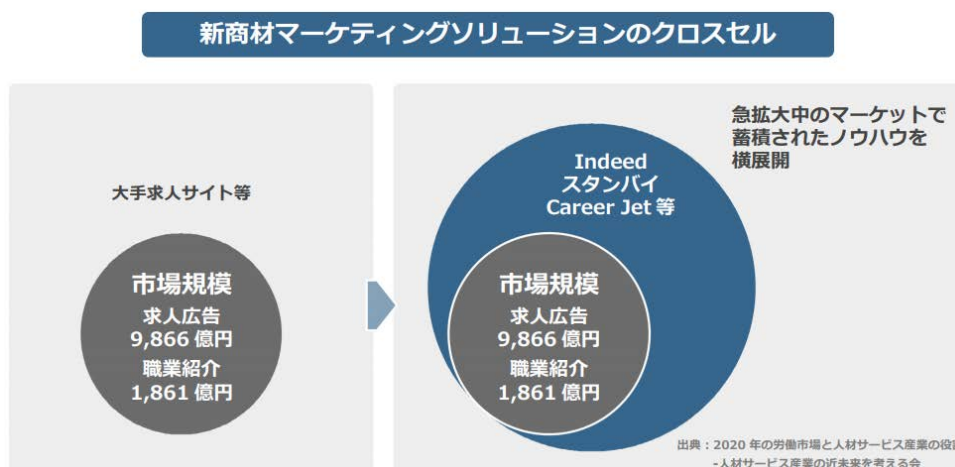 新商材マーケティングソリューションのクロスセル
大手求人サイト等
市場規模
求人広告
9,866 億円
職業紹介
1,861 億円
急拡大中のマーケットで
蓄積されたノウハウを
横展開
Indeed
スタンバイ
Career Jet 等
市場規模
求人広告
9,866 億円
職業紹介
1,861 億円
出典：2020 年の労働市場と人材サービス産業の役
-人材サービス産業の近未来を考える会